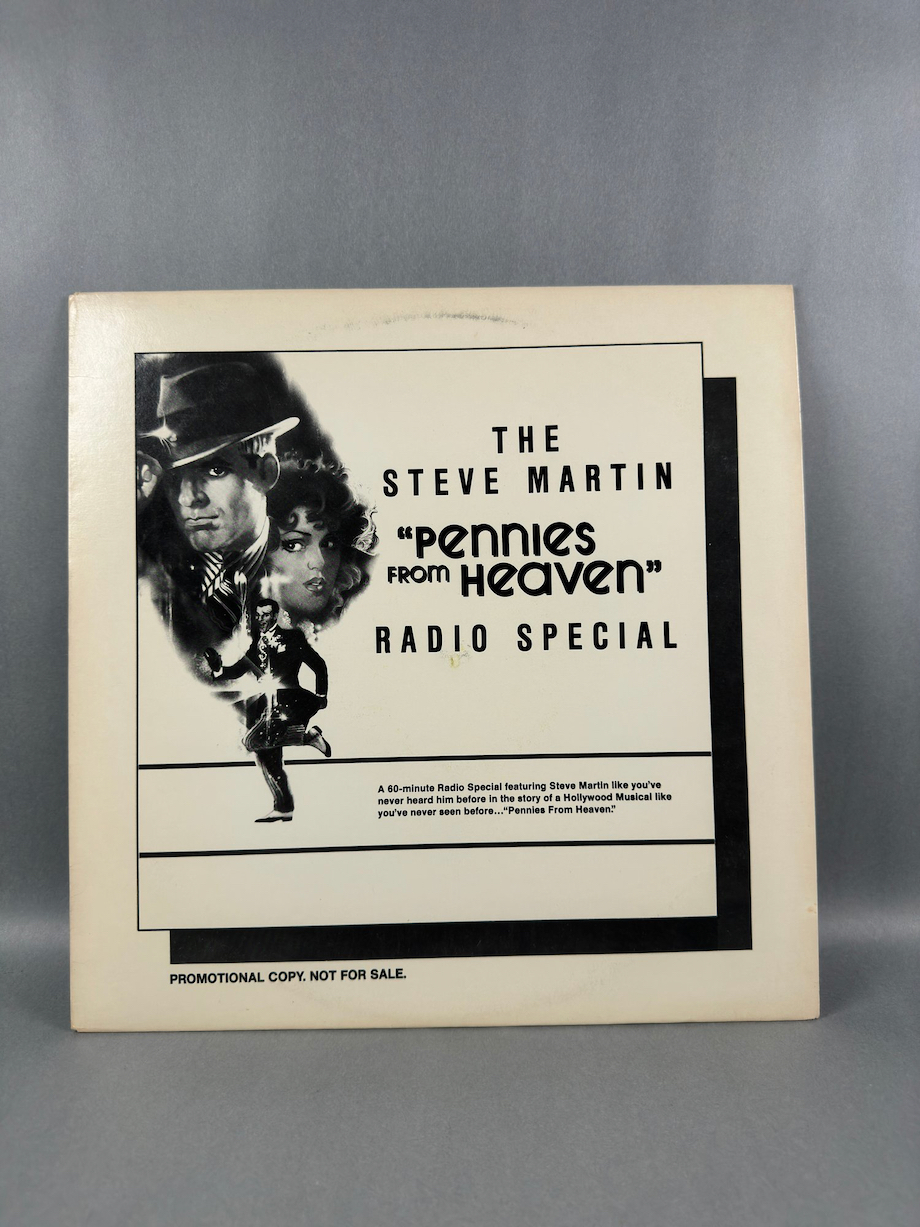 THE
STEVE MARTIN
“Pennies
FROM Heaven”
RADIO SPECIAL
A 60-minute Radio Special featuring Steve Martin like you've
never heard him before in the story of a Hollywood Musical like
you've never seen before...“Pennies From Heaven.”
PROMOTIONAL COPY. NOT FOR SALE.